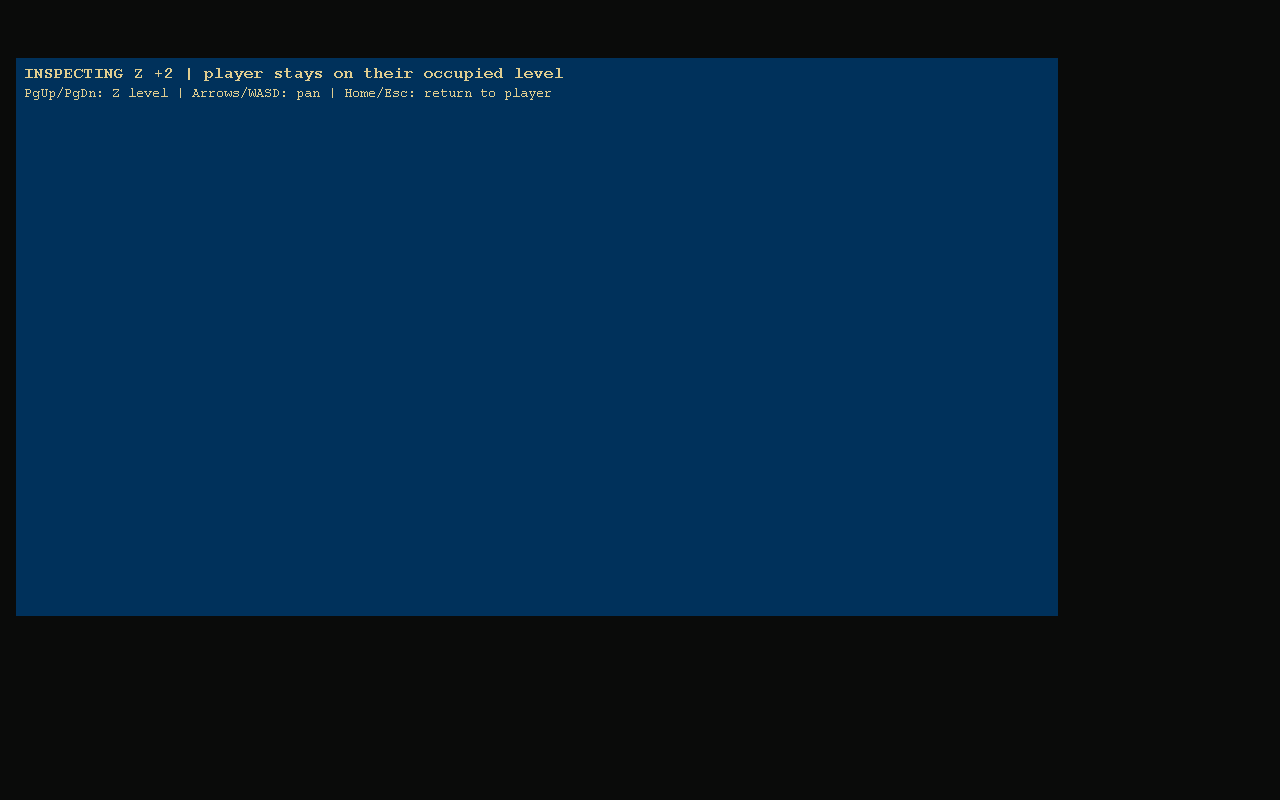 INSPECTING Z +2 | player stays on their occupied level
PgUp/PgDn: Z level | Arrows/WASD: pan | Home/Esc: return to player